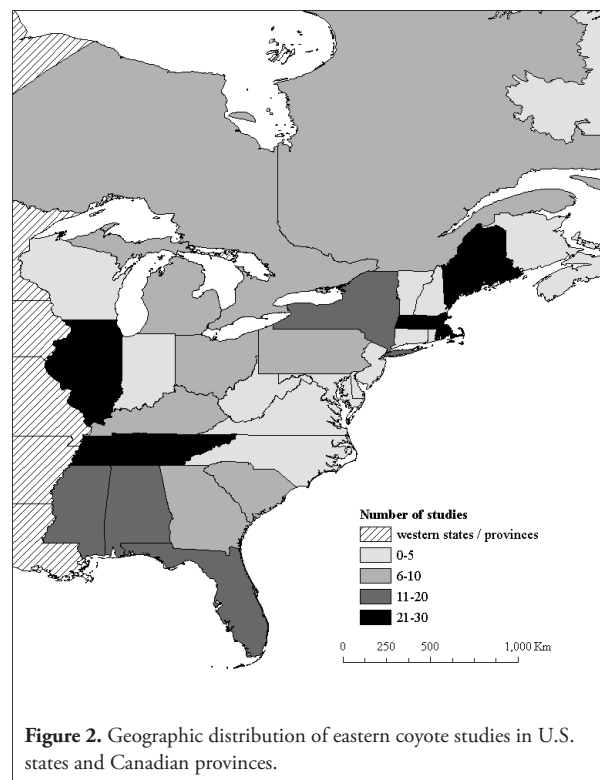 Number of studies
western states / provinces
0-5
6-10
11-20
21-30
0 250 500 1,000 Km
Figure 2. Geographic distribution of eastern coyote studies in U.S.
states and Canadian provinces.